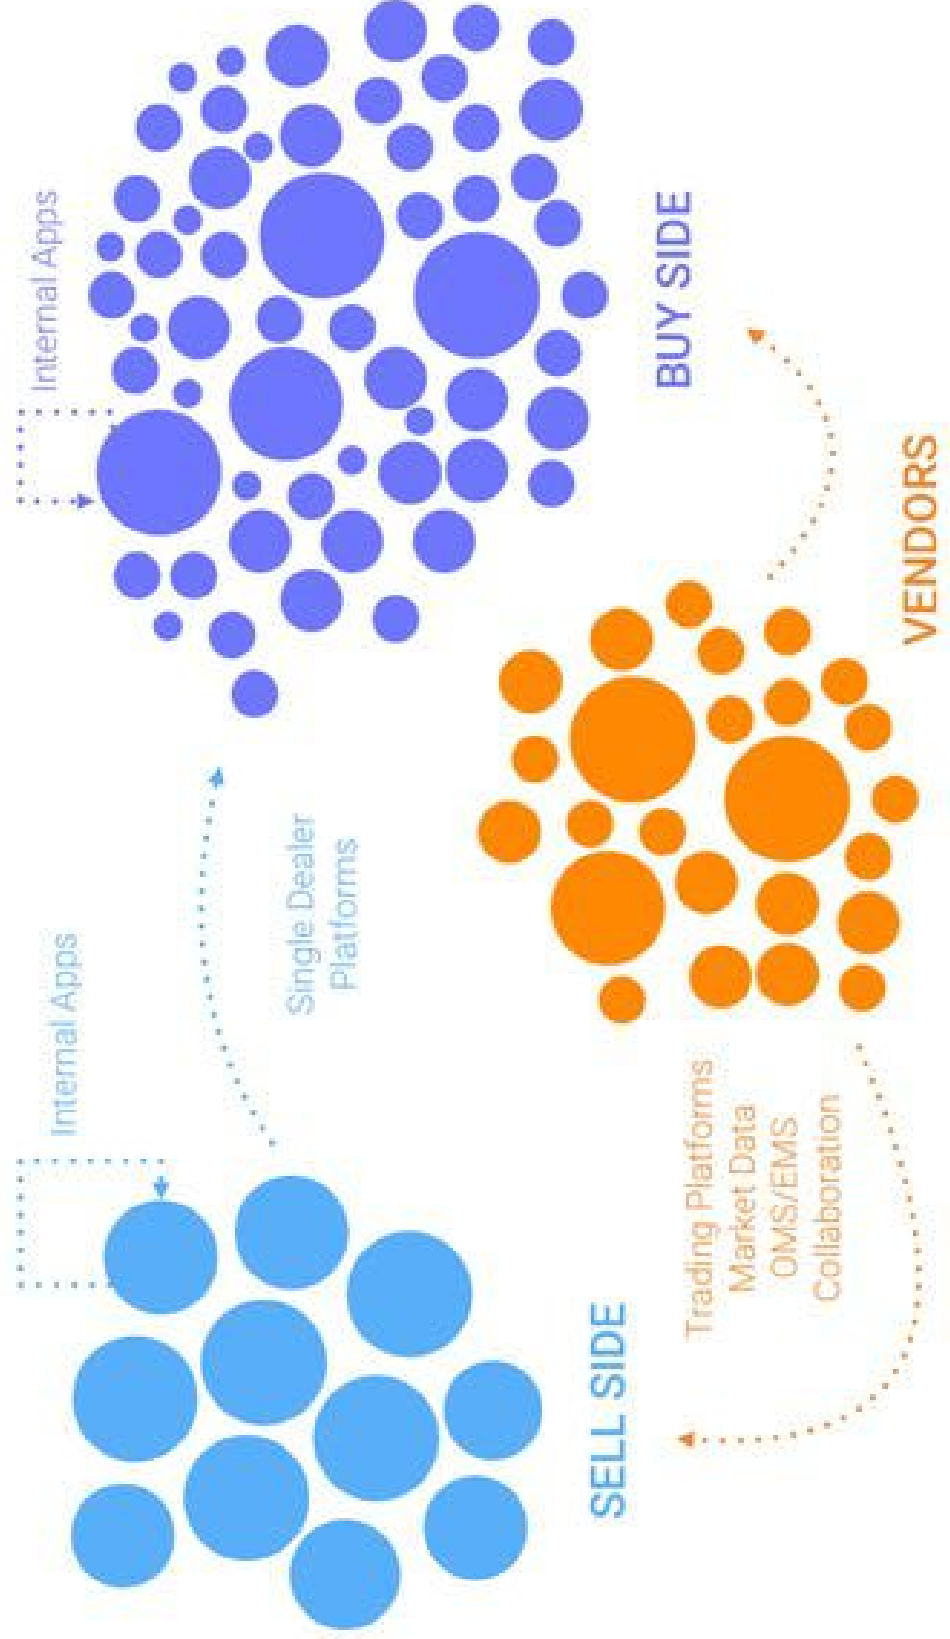 Internal Apps
Internal Apps
Single Dealer
Platforms
SELL SIDE
BUY SIDE
Trading Platforms
Market Data
OMS/EMS
Collaboration
VENDORS